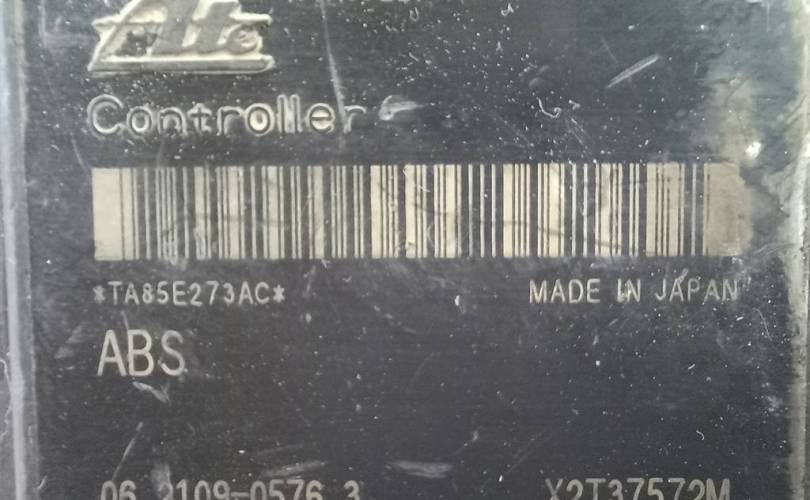 Ate
Controller
*TA85E273AC* MADE IN JAPAN
ABS
06.2109-0576.3 X2T37572M